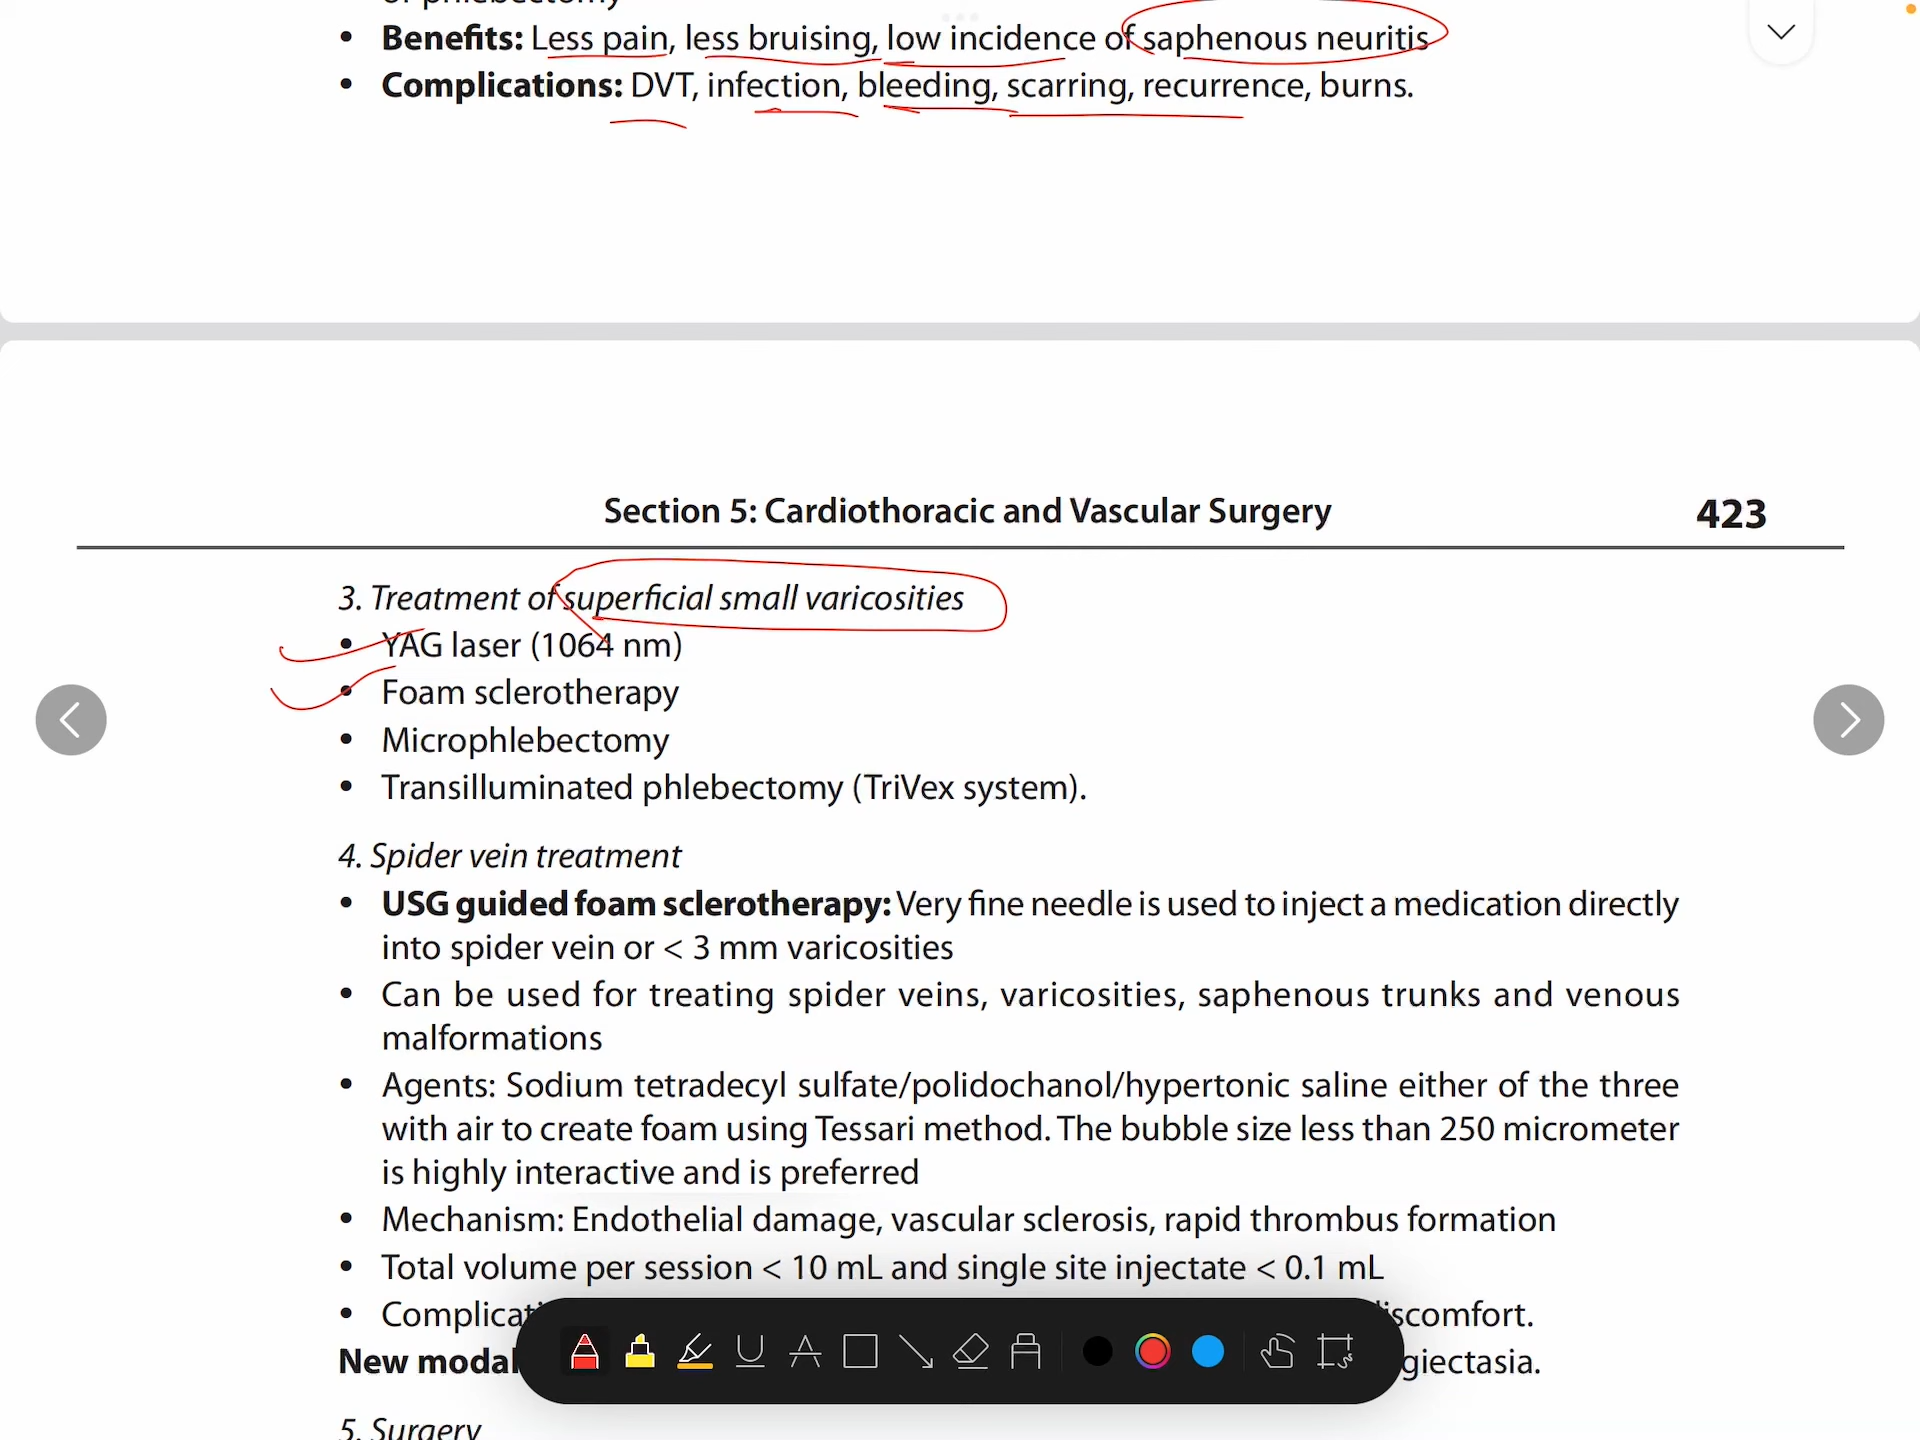 • Benefits: Less pain, less bruising, low incidence of saphenous neuritis
• Complications: DVT, infection, bleeding, scarring, recurrence, burns.
Section 5: Cardiothoracic and Vascular Surgery 423
3. Treatment of superficial small varicosities
• YAG laser (1064 nm)
• Foam sclerotherapy
• Microphlebectomy
• Transilluminated phlebectomy (TriVex system).
4. Spider vein treatment
• USG guided foam sclerotherapy: Very fine needle is used to inject a medication directly
into spider vein or < 3 mm varicosities
• Can be used for treating spider veins, varicosities, saphenous trunks and venous
malformations
• Agents: Sodium tetradecyl sulfate/polidochanol/hypertonic saline either of the three
with air to create foam using Tessari method. The bubble size less than 250 micrometer
is highly interactive and is preferred
• Mechanism: Endothelial damage, vascular sclerosis, rapid thrombus formation
• Total volume per session < 10 mL and single site injectate < 0.1 mL
• Complicat iscomfort.
New modal giectasia.
5. Surgery